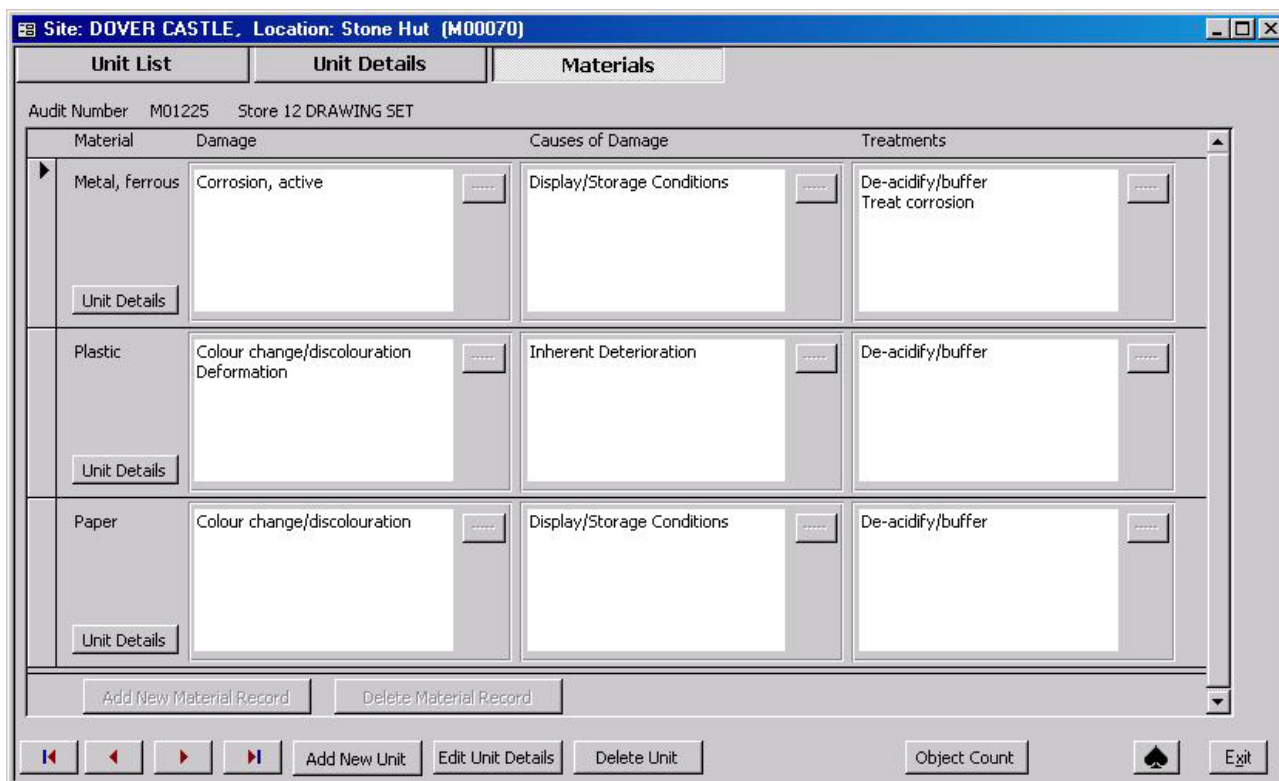 Site: DOVER CASTLE, Location: Stone Hut (M00070)
Unit List Unit Details Materials
Audit Number M01225 Store 12 DRAWING SET
Material Damage Causes of Damage Treatments
Metal, ferrous Corrosion, active ..... Display/Storage Conditions ..... De-acidify/buffer .....
Treat corrosion
Unit Details
Plastic Colour change/discolouration ..... Inherent Deterioration ..... De-acidify/buffer .....
Deformation
Unit Details
Paper Colour change/discolouration ..... Display/Storage Conditions ..... De-acidify/buffer .....
Unit Details
Add New Material Record Delete Material Record
Add New Unit Edit Unit Details Delete Unit Object Count Exit